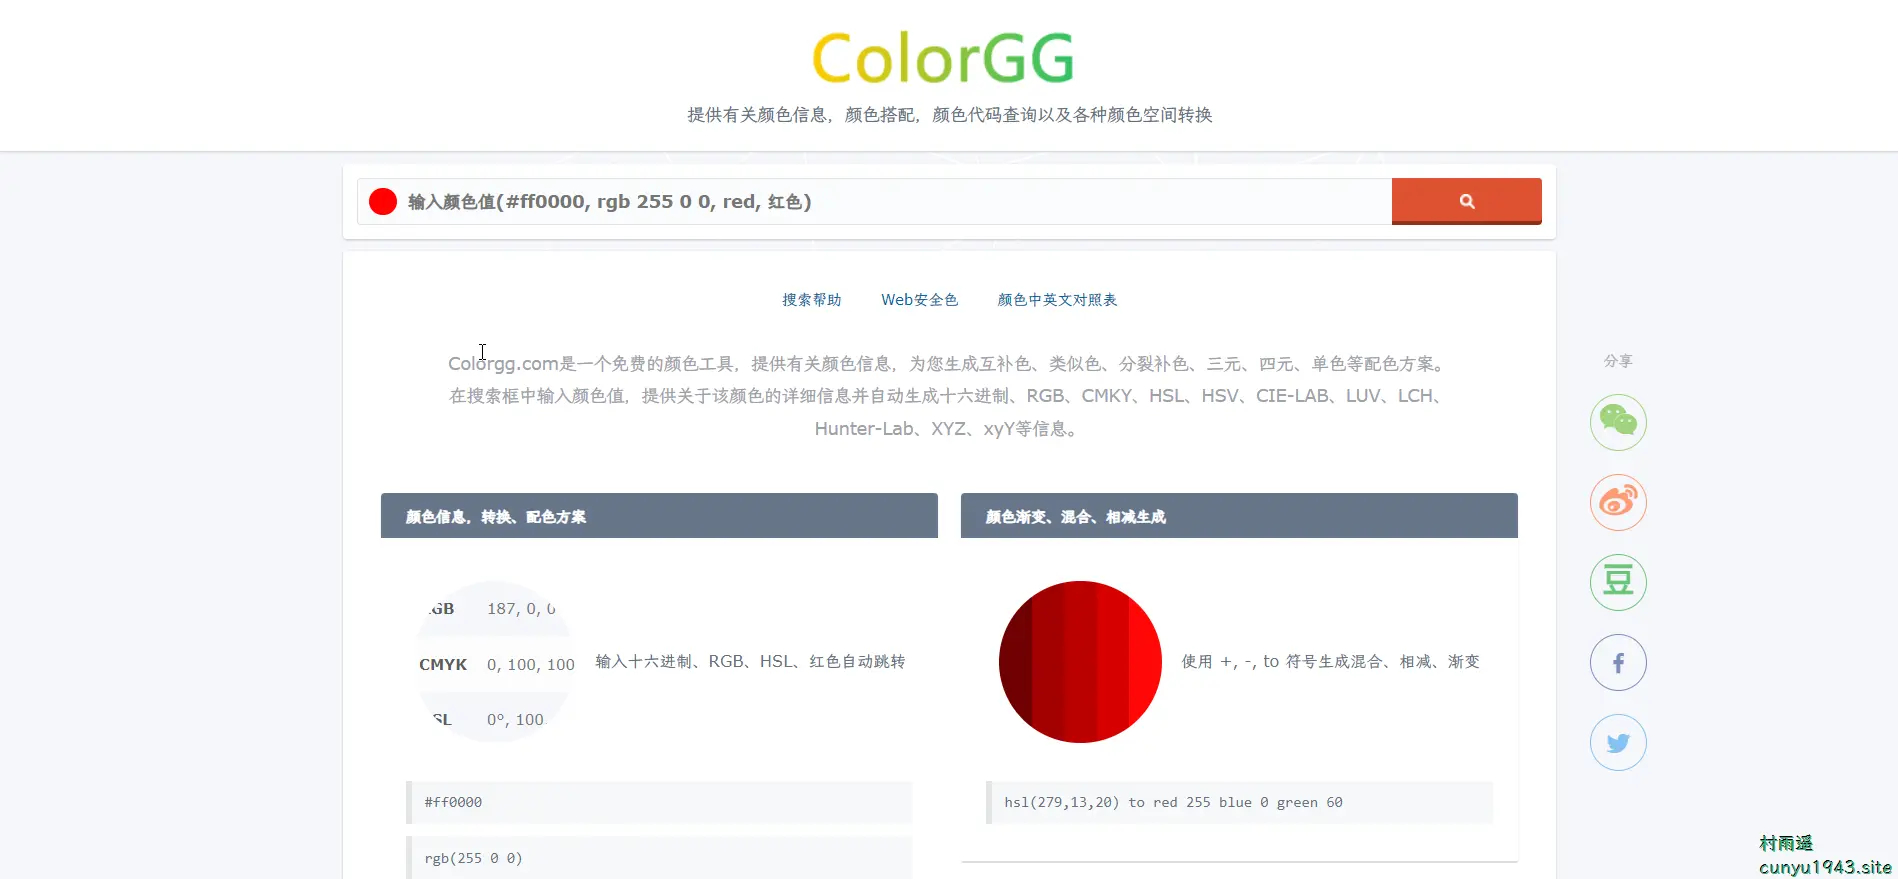 ColorGG
提供有关颜色信息，颜色搭配，颜色代码查询以及各种颜色空间转换
输入颜色值(#ff0000, rgb 255 0 0, red, 红色)
搜索帮助 Web安全色 颜色中英文对照表
Colorgg.com是一个免费的颜色工具，提供有关颜色信息，为您生成互补色、类似色、分裂补色、三元、四元、单色等配色方案。
在搜索框中输入颜色值，提供关于该颜色的详细信息并自动生成十六进制、RGB、CMKY、HSL、HSV、CIE-LAB、LUV、LCH、
Hunter-Lab、XYZ、xyY等信息。
分享
颜色信息，转换、配色方案
GB 187, 0, 0
CMYK 0, 100, 100
SL 0°, 100
输入十六进制、RGB、HSL、红色自动跳转
#ff0000
rgb(255 0 0)
颜色渐变、混合、相减生成
使用 +, -, to 符号生成混合、相减、渐变
hsl(279,13,20) to red 255 blue 0 green 60
豆
村雨遥
cunyu1943.site